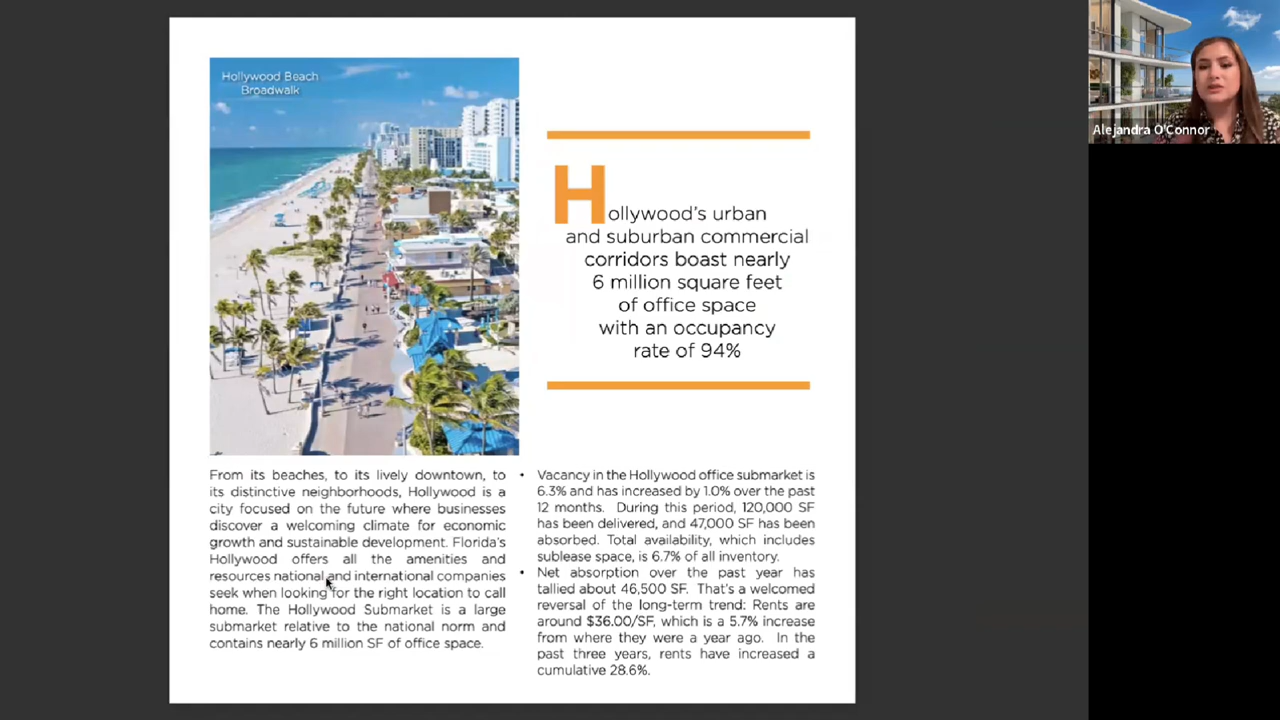 Hollywood Beach
Broadwalk
Hollywood's urban
and suburban commercial
corridors boast nearly
6 million square feet
of office space
with an occupancy
rate of 94%
From its beaches, to its lively downtown, to
its distinctive neighborhoods, Hollywood is a
city focused on the future where businesses
discover a welcoming climate for economic
growth and sustainable development. Florida's
Hollywood offers all the amenities and
resources national and international companies
seek when looking for the right location to call
home. The Hollywood Submarket is a large
submarket relative to the national norm and
contains nearly 6 million SF of office space.
• Vacancy in the Hollywood office submarket is
6.3% and has increased by 1.0% over the past
12 months. During this period, 120,000 SF
has been delivered, and 47,000 SF has been
absorbed. Total availability, which includes
sublease space, is 6.7% of all inventory.
• Net absorption over the past year has
tallied about 46,500 SF. That's a welcomed
reversal of the long-term trend: Rents are
around $36.00/SF, which is a 5.7% increase
from where they were a year ago. In the
past three years, rents have increased a
cumulative 28.6%.
Alejandra O'Connor